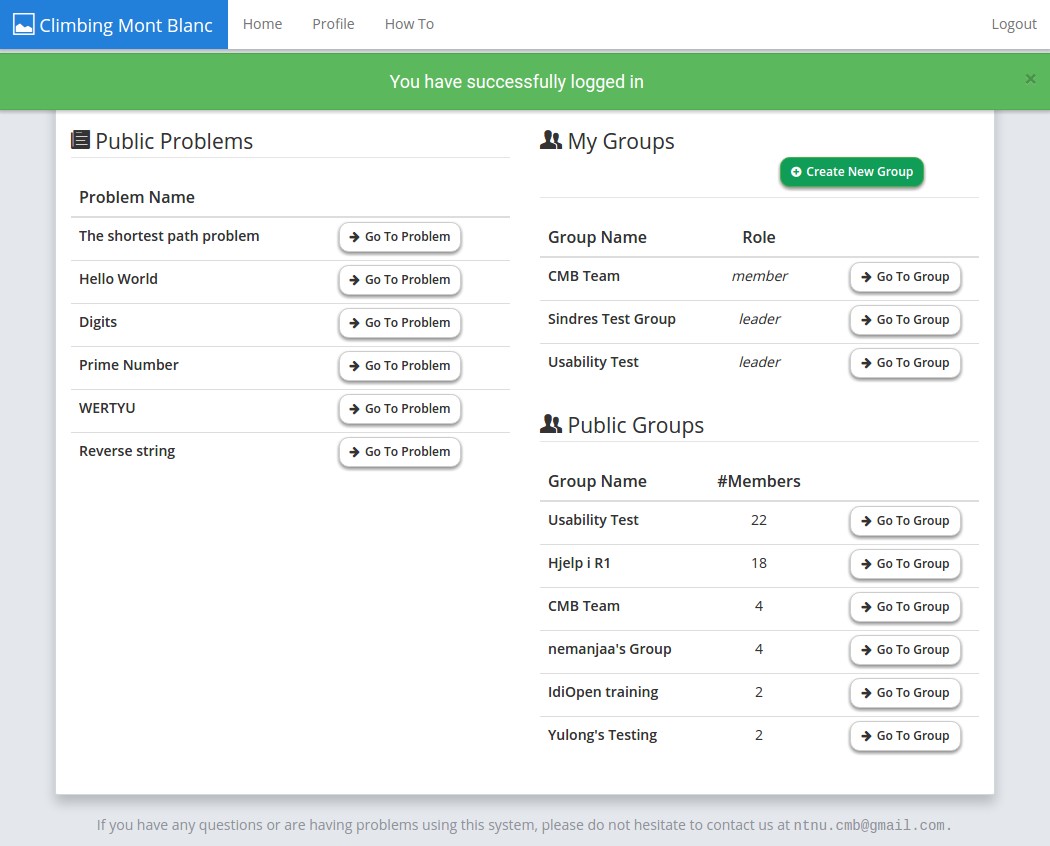 Climbing Mont Blanc Home Profile How To Logout
You have successfully logged in ×
Public Problems
Problem Name
The shortest path problem Go To Problem
Hello World Go To Problem
Digits Go To Problem
Prime Number Go To Problem
WERTYU Go To Problem
Reverse string Go To Problem
My Groups
Create New Group
Group Name Role
CMB Team member Go To Group
Sindres Test Group leader Go To Group
Usability Test leader Go To Group
Public Groups
Group Name #Members
Usability Test 22 Go To Group
Hjelp i R1 18 Go To Group
CMB Team 4 Go To Group
nemanjaa's Group 4 Go To Group
IdiOpen training 2 Go To Group
Yulong's Testing 2 Go To Group
If you have any questions or are having problems using this system, please do not hesitate to contact us at ntnu.cmb@gmail.com.